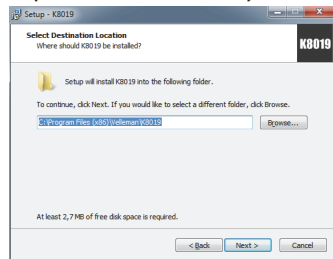 Setup - K8019
Select Destination Location
Where should K8019 be installed?
K8019
Setup will install K8019 into the following folder.
To continue, click Next. If you would like to select a different folder, click Browse.
C:\Program Files (x86)\Velleman\K8019
Browse...
At least 2,7 MB of free disk space is required.
< Back
Next >
Cancel